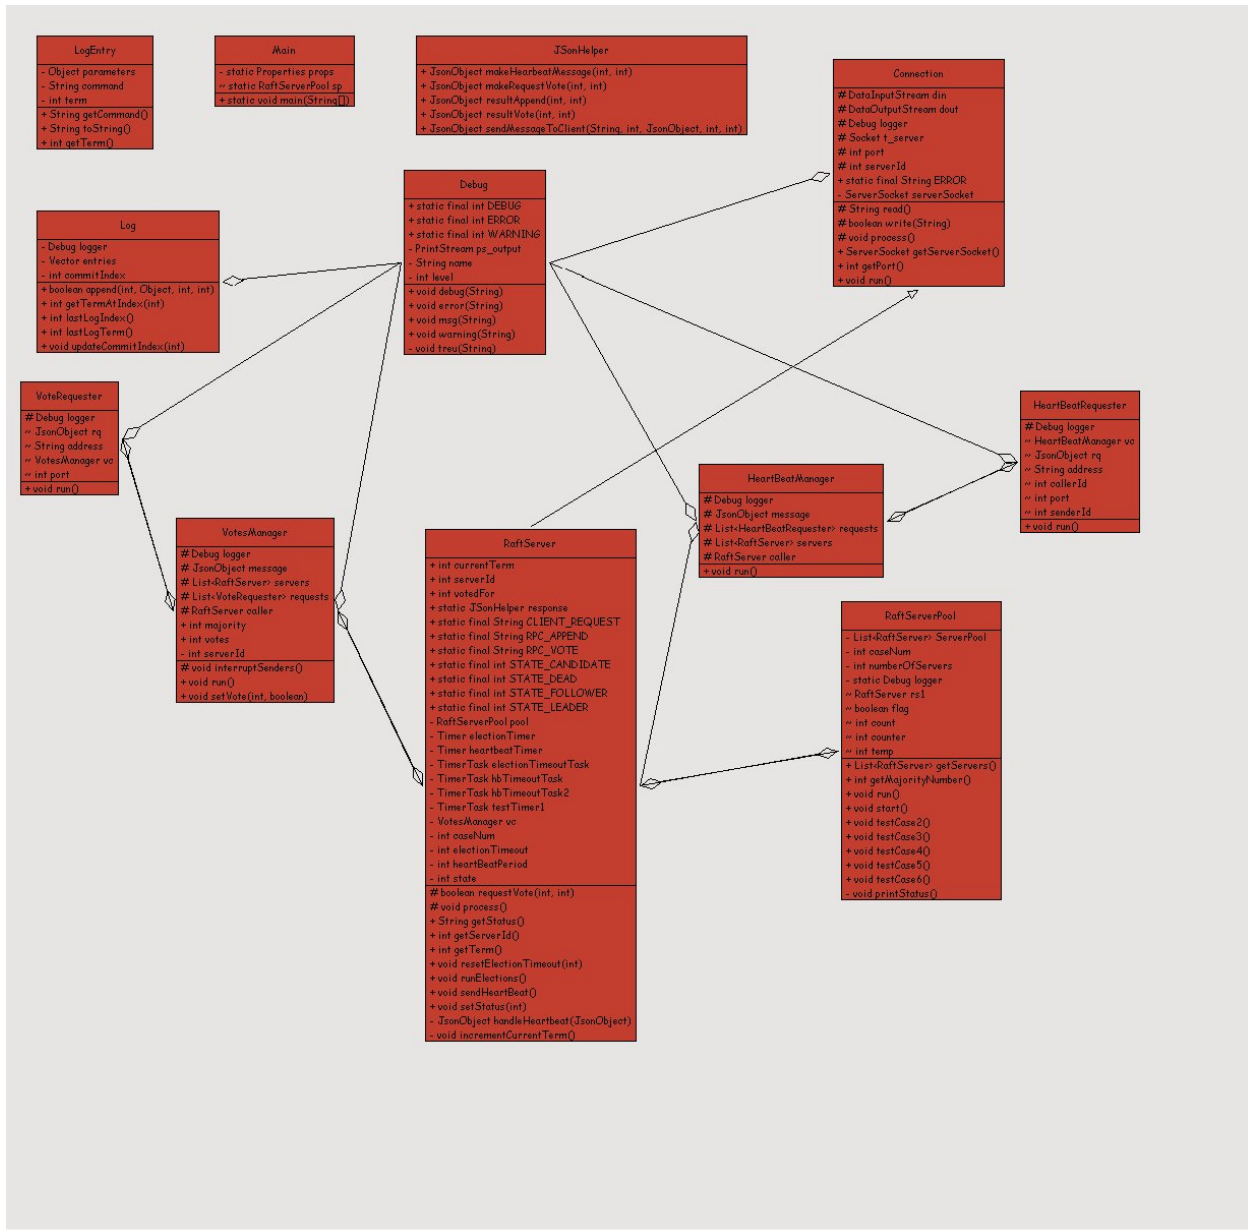 LogEntry
- Object parameters
- String command
- int term
+ String getCommand()
+ String toString()
+ int getTerm()
Main
- static Properties props
~ static RaftServerPool sp
+ static void main(String[])
JSonHelper
+ JsonObject makeHearbeatMessage(int, int)
+ JsonObject makeRequestVote(int, int)
+ JsonObject resultAppend(int, int)
+ JsonObject resultVote(int, int)
+ JsonObject sendMessageToClient(String, int, JsonObject, int, int)
Connection
# DataInputStream din
# DataOutputStream dout
# Debug logger
# Socket t_server
# int port
# int serverId
+ static final String ERROR
- ServerSocket serverSocket
# String read()
# boolean write(String)
# void process()
+ ServerSocket getServerSocket()
+ int getPort()
+ void run()
Debug
+ static final int DEBUG
+ static final int ERROR
+ static final int WARNING
- PrintStream ps_output
- String name
- int level
+ void debug(String)
+ void error(String)
+ void msg(String)
+ void warning(String)
- void treu(String)
Log
- Debug logger
- Vector entries
- int commitIndex
+ boolean append(int, Object, int, int)
+ int getTermAtIndex(int)
+ int lastLogIndex()
+ int lastLogTerm()
+ void updateCommitIndex(int)
VoteRequester
# Debug logger
~ JsonObject rq
~ String address
~ VotesManager vc
~ int port
+ void run()
HeartBeatRequester
# Debug logger
~ HeartBeatManager vc
~ JsonObject rq
~ String address
~ int callerId
~ int port
~ int senderId
+ void run()
HeartBeatManager
# Debug logger
# JsonObject message
# List<HeartBeatRequester> requests
# List<RaftServer> servers
# RaftServer caller
+ void run()
VotesManager
# Debug logger
# JsonObject message
# List<RaftServer> servers
# List<VoteRequester> requests
# RaftServer caller
+ int majority
+ int votes
- int serverId
# void interruptSenders()
+ void run()
+ void setVote(int, boolean)
RaftServer
+ int currentTerm
+ int serverId
+ int votedFor
+ static JSonHelper response
+ static final String CLIENT_REQUEST
+ static final String RPC_APPEND
+ static final String RPC_VOTE
+ static final int STATE_CANDIDATE
+ static final int STATE_DEAD
+ static final int STATE_FOLLOWER
+ static final int STATE_LEADER
- RaftServerPool pool
- Timer electionTimer
- Timer heartbeatTimer
- TimerTask electionTimeoutTask
- TimerTask hbTimeoutTask
- TimerTask hbTimeoutTask2
- TimerTask testTimer1
- VotesManager vc
- int caseNum
- int electionTimeout
- int heartBeatPeriod
- int state
# boolean requestVote(int, int)
# void process()
+ String getStatus()
+ int getServerId()
+ int getTerm()
+ void resetElectionTimeout(int)
+ void runElections()
+ void sendHeartBeat()
+ void setStatus(int)
- JsonObject handleHeartbeat(JsonObject)
- void incrementCurrentTerm()
RaftServerPool
- List<RaftServer> ServerPool
- int caseNum
- int numberOfServers
- static Debug logger
~ RaftServer rs1
~ boolean flag
~ int count
~ int counter
~ int temp
+ List<RaftServer> getServers()
+ int getMajorityNumber()
+ void run()
+ void start()
+ void testCase2()
+ void testCase3()
+ void testCase4()
+ void testCase5()
+ void testCase6()
- void printStatus()